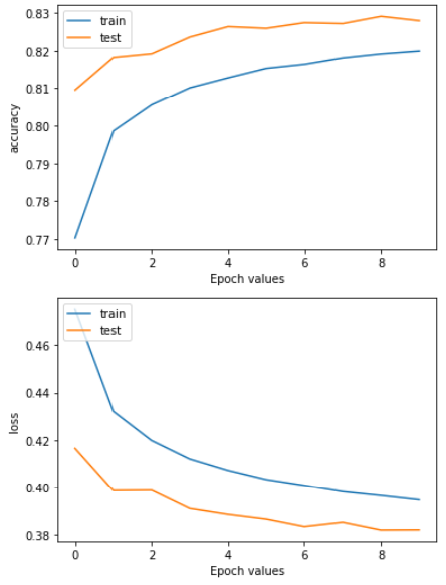 0.83
0.82
0.81
0.80
0.79
0.78
0.77
accuracy
train
test
0 2 4 6 8
Epoch values
0.46
0.44
0.42
0.40
0.38
loss
train
test
0 2 4 6 8
Epoch values